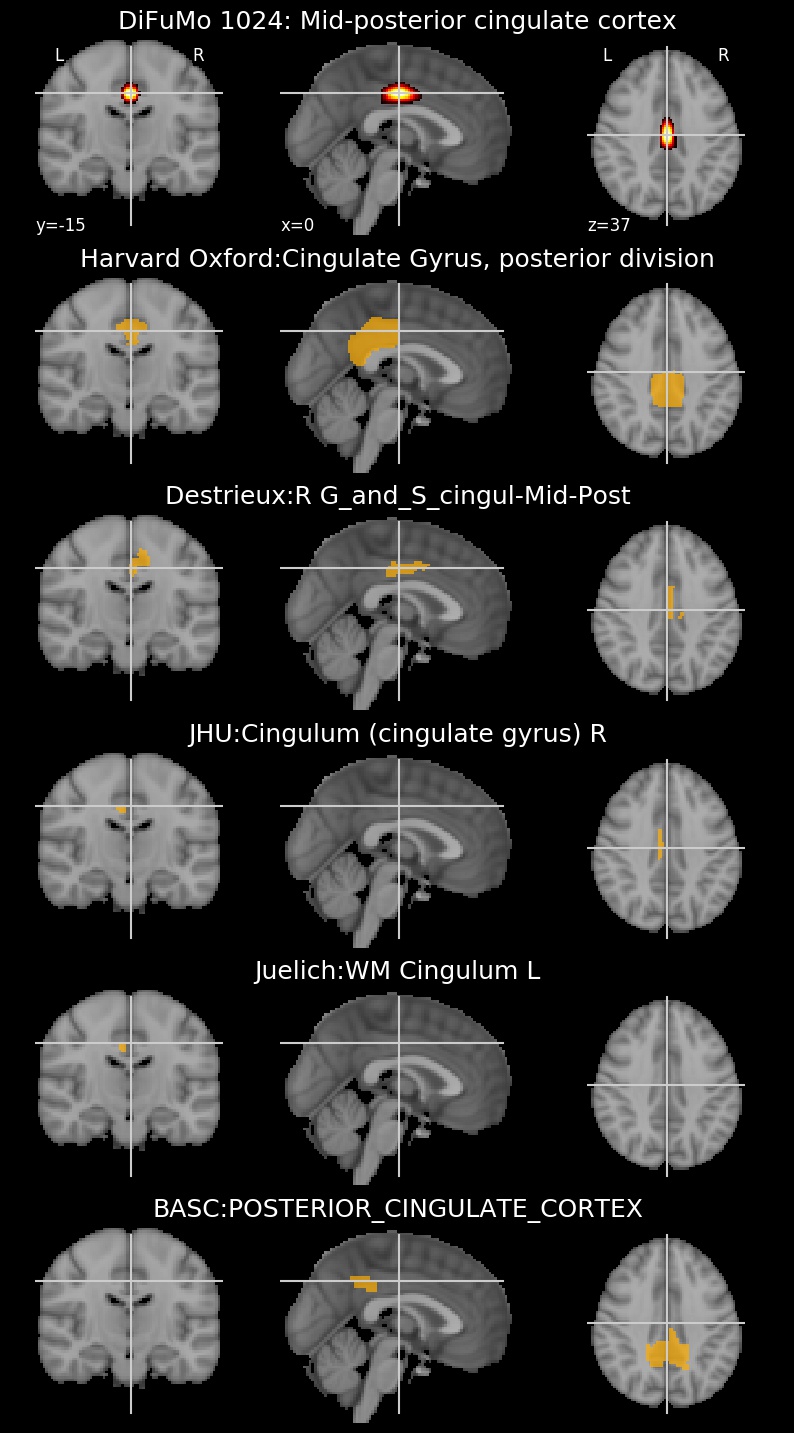 DiFuMo 1024: Mid-posterior cingulate cortex
L R L R
y=-15 x=0 z=37
Harvard Oxford:Cingulate Gyrus, posterior division
Destrieux:R G_and_S_cingul-Mid-Post
JHU:Cingulum (cingulate gyrus) R
Juelich:WM Cingulum L
BASC:POSTERIOR_CINGULATE_CORTEX